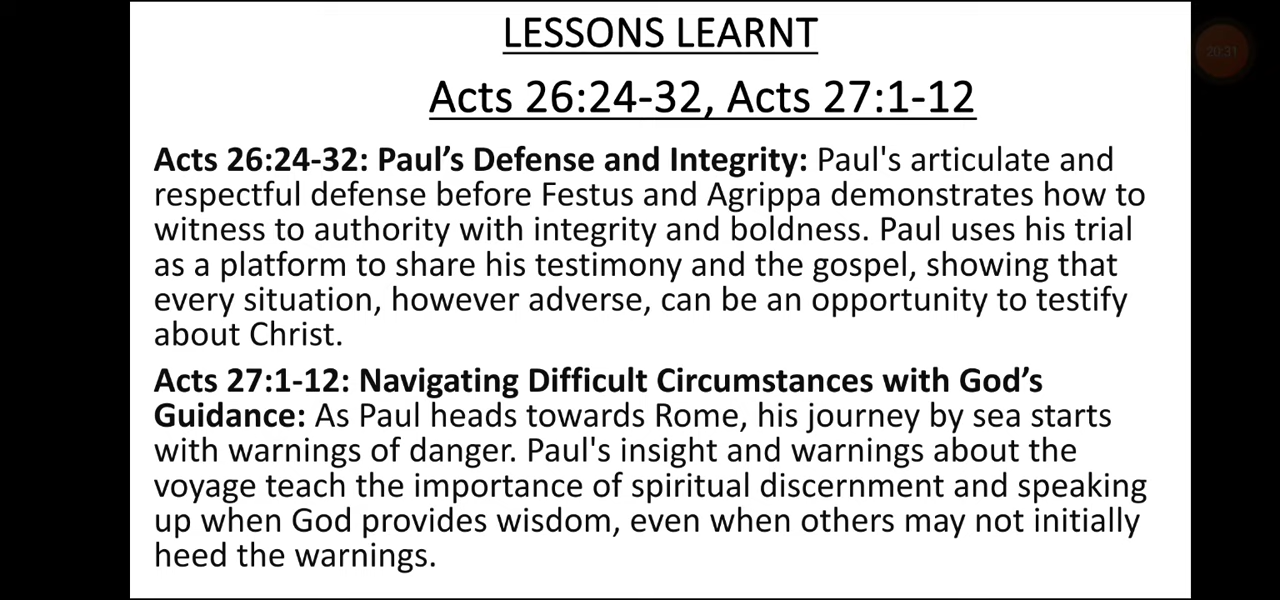 LESSONS LEARNT
20:31
Acts 26:24-32, Acts 27:1-12
Acts 26:24-32: Paul’s Defense and Integrity: Paul's articulate and
respectful defense before Festus and Agrippa demonstrates how to
witness to authority with integrity and boldness. Paul uses his trial
as a platform to share his testimony and the gospel, showing that
every situation, however adverse, can be an opportunity to testify
about Christ.
Acts 27:1-12: Navigating Difficult Circumstances with God’s
Guidance: As Paul heads towards Rome, his journey by sea starts
with warnings of danger. Paul's insight and warnings about the
voyage teach the importance of spiritual discernment and speaking
up when God provides wisdom, even when others may not initially
heed the warnings.